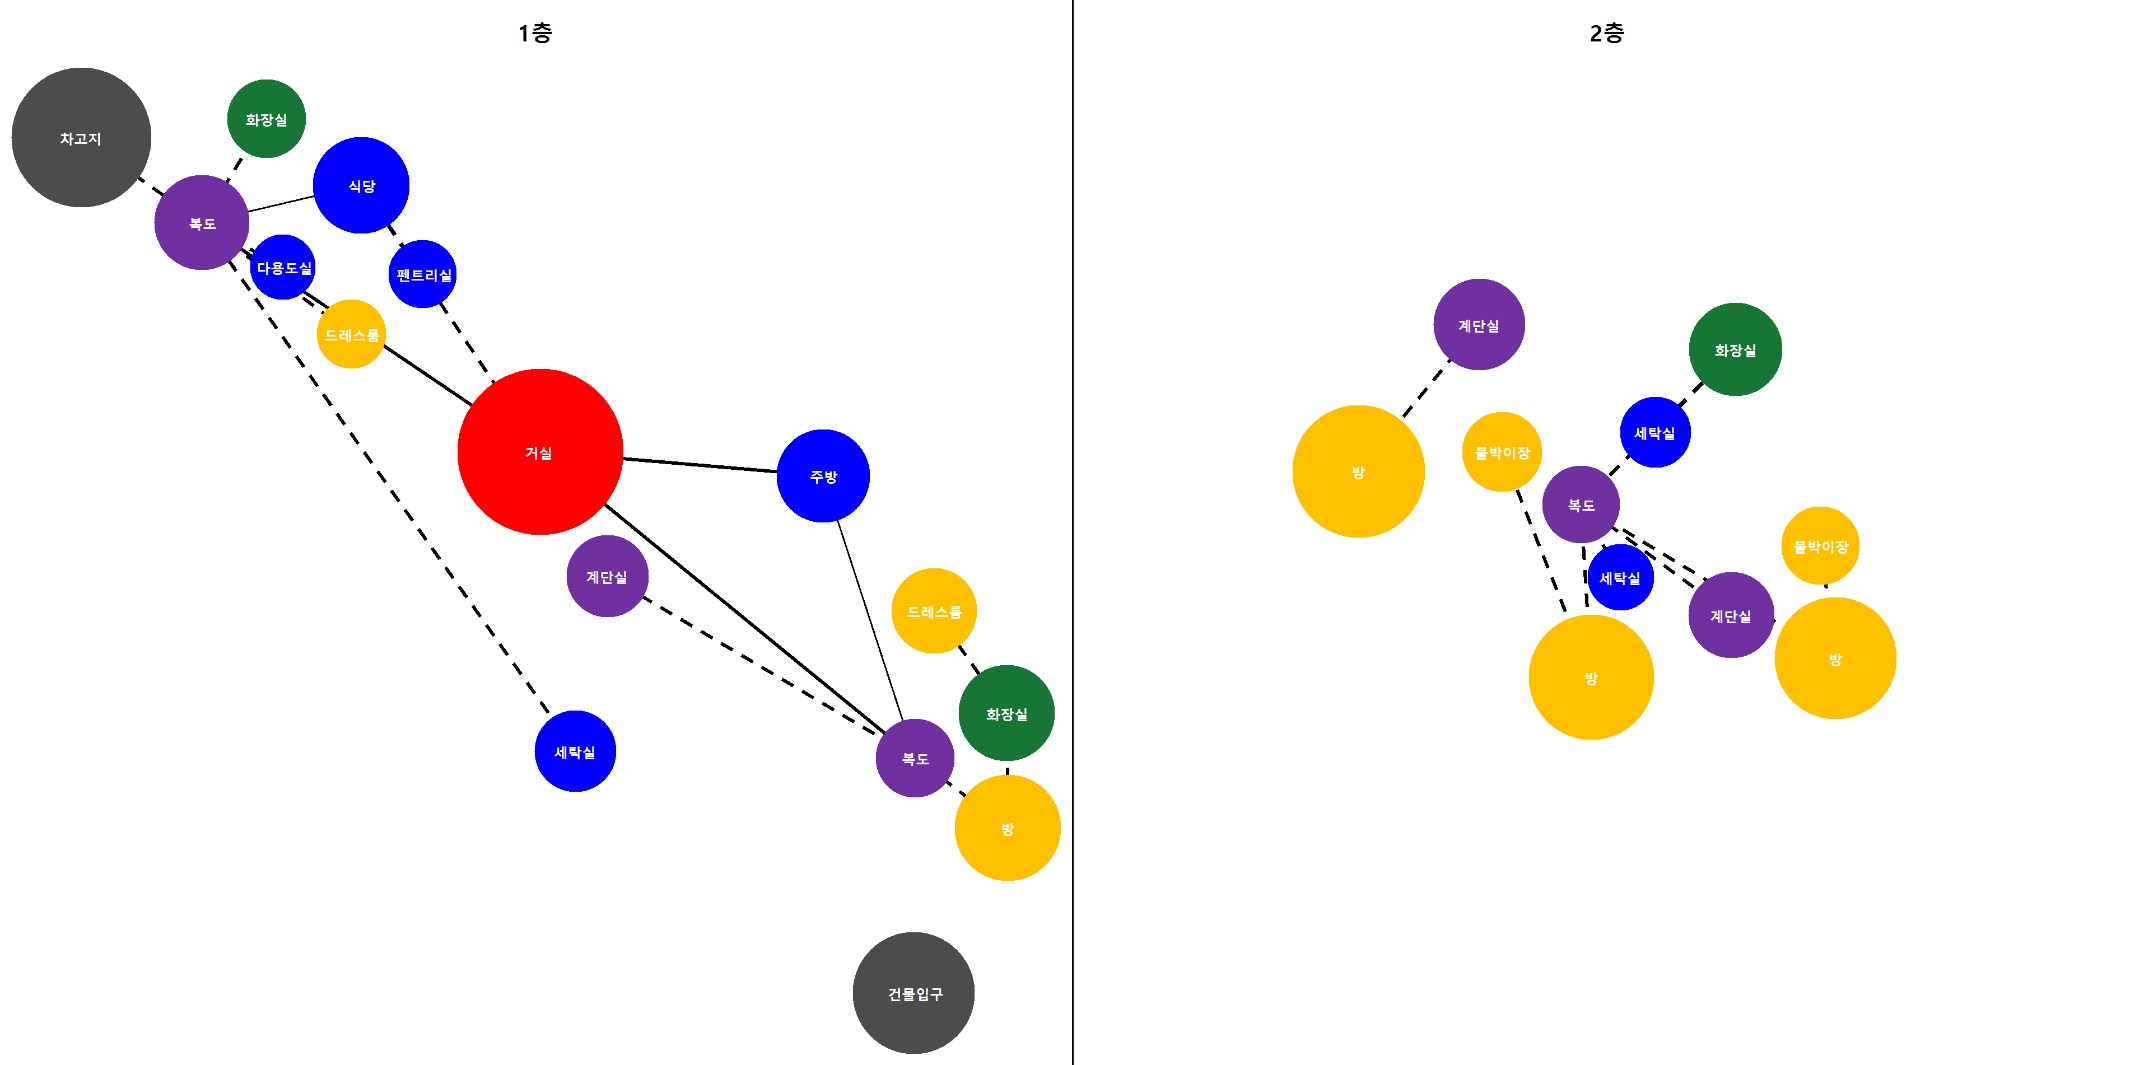 1층
차고지
화장실
식당
복도
다용도실
펜트리실
드레스룸
거실
주방
계단실
드레스룸
화장실
세탁실
복도
방
건물입구
2층
계단실
화장실
세탁실
붙박이장
방
복도
붙박이장
세탁실
계단실
방
방